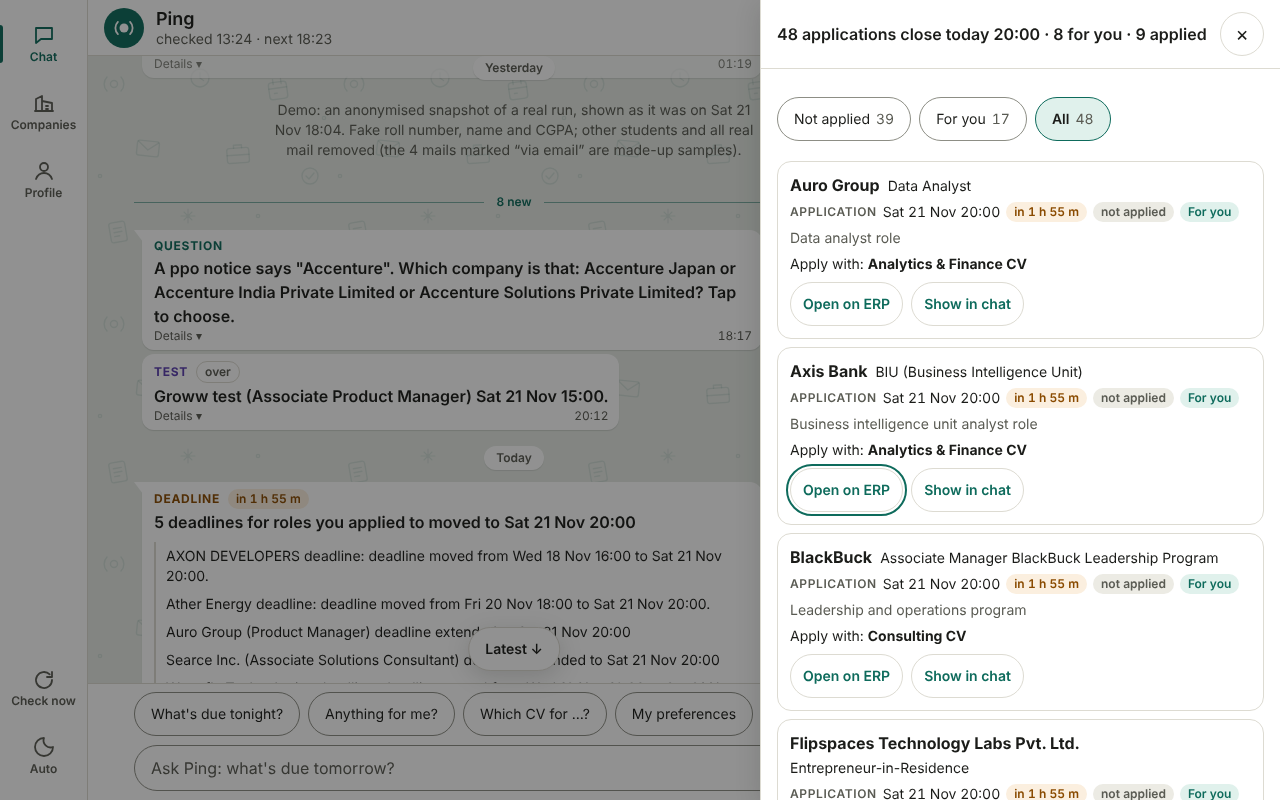 Chat
Companies
Profile
Check now
Auto
Ping
checked 13:24 · next 18:23
Details ▾
01:19
Yesterday
Demo: an anonymised snapshot of a real run, shown as it was on Sat 21
Nov 18:04. Fake roll number, name and CGPA; other students and all real
mail removed (the 4 mails marked “via email” are made-up samples).
8 new
QUESTION
A ppo notice says "Accenture". Which company is that: Accenture Japan or
Accenture India Private Limited or Accenture Solutions Private Limited? Tap
to choose.
Details ▾
18:17
TEST over
Groww test (Associate Product Manager) Sat 21 Nov 15:00.
Details ▾
20:12
Today
DEADLINE in 1 h 55 m
5 deadlines for roles you applied to moved to Sat 21 Nov 20:00
AXON DEVELOPERS deadline: deadline moved from Wed 18 Nov 16:00 to Sat 21 Nov
20:00.
Ather Energy deadline: deadline moved from Fri 20 Nov 18:00 to Sat 21 Nov 20:00.
Auro Group (Product Manager) deadline 21 Nov 20:00
Searce Inc. (Associate Solutions Consultant) to Sat 21 Nov 20:00
Latest ↓
What's due tonight?
Anything for me?
Which CV for ...?
My preferences
Ask Ping: what's due tomorrow?
48 applications close today 20:00 · 8 for you · 9 applied
×
Not applied 39
For you 17
All 48
Auro Group Data Analyst
APPLICATION Sat 21 Nov 20:00 in 1 h 55 m not applied For you
Data analyst role
Apply with: Analytics & Finance CV
Open on ERP
Show in chat
Axis Bank BIU (Business Intelligence Unit)
APPLICATION Sat 21 Nov 20:00 in 1 h 55 m not applied For you
Business intelligence unit analyst role
Apply with: Analytics & Finance CV
Open on ERP
Show in chat
BlackBuck Associate Manager BlackBuck Leadership Program
APPLICATION Sat 21 Nov 20:00 in 1 h 55 m not applied For you
Leadership and operations program
Apply with: Consulting CV
Open on ERP
Show in chat
Flipspaces Technology Labs Pvt. Ltd.
Entrepreneur-in-Residence
APPLICATION Sat 21 Nov 20:00 in 1 h 55 m not applied For you